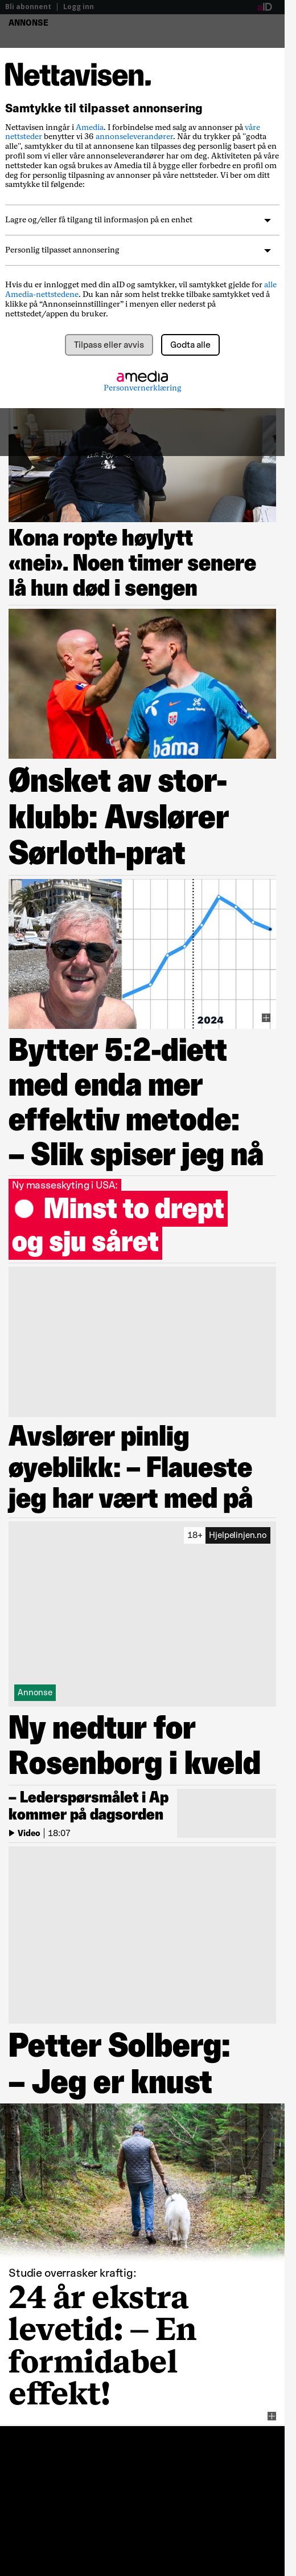 Bli abonnent | Logg inn
aID
ANNONSE
Nettavisen.
Samtykke til tilpasset annonsering
Nettavisen inngår i Amedia. I forbindelse med salg av annonser på våre
nettsteder benytter vi 36 annonseleverandører. Når du trykker på "godta
alle", samtykker du til at annonsene kan tilpasses deg personlig basert på en
profil som vi eller våre annonseleverandører har om deg. Aktiviteten på våre
nettsteder kan også brukes av Amedia til å bygge eller forbedre en profil om
deg for personlig tilpasning av annonser på våre nettsteder. Vi ber om ditt
samtykke til følgende:
Lagre og/eller få tilgang til informasjon på en enhet
Personlig tilpasset annonsering
Hvis du er innlogget med din aID og samtykker, vil samtykket gjelde for alle
Amedia-nettstedene. Du kan når som helst trekke tilbake samtykket ved å
klikke på “Annonseinnstillinger” i menyen eller nederst på
nettstedet/appen du bruker.
Tilpass eller avvis
Godta alle
amedia
Personvernerklæring
Kona ropte høylytt
«nei». Noen timer senere
lå hun død i sengen
bama
Ønsket av stor-
klubb: Avslører
Sørloth-prat
2024
Bytter 5:2-diett
med enda mer
effektiv metode:
– Slik spiser jeg nå
Ny masseskyting i USA:
Minst to drept
og sju såret
Avslører pinlig
øyeblikk: – Flaueste
jeg har vært med på
18+ Hjelpelinjen.no
Annonse
Ny nedtur for
Rosenborg i kveld
– Lederspørsmålet i Ap
kommer på dagsorden
Video | 18:07
Petter Solberg:
– Jeg er knust
Studie overrasker kraftig:
24 år ekstra
levetid: – En
formidabel
effekt!